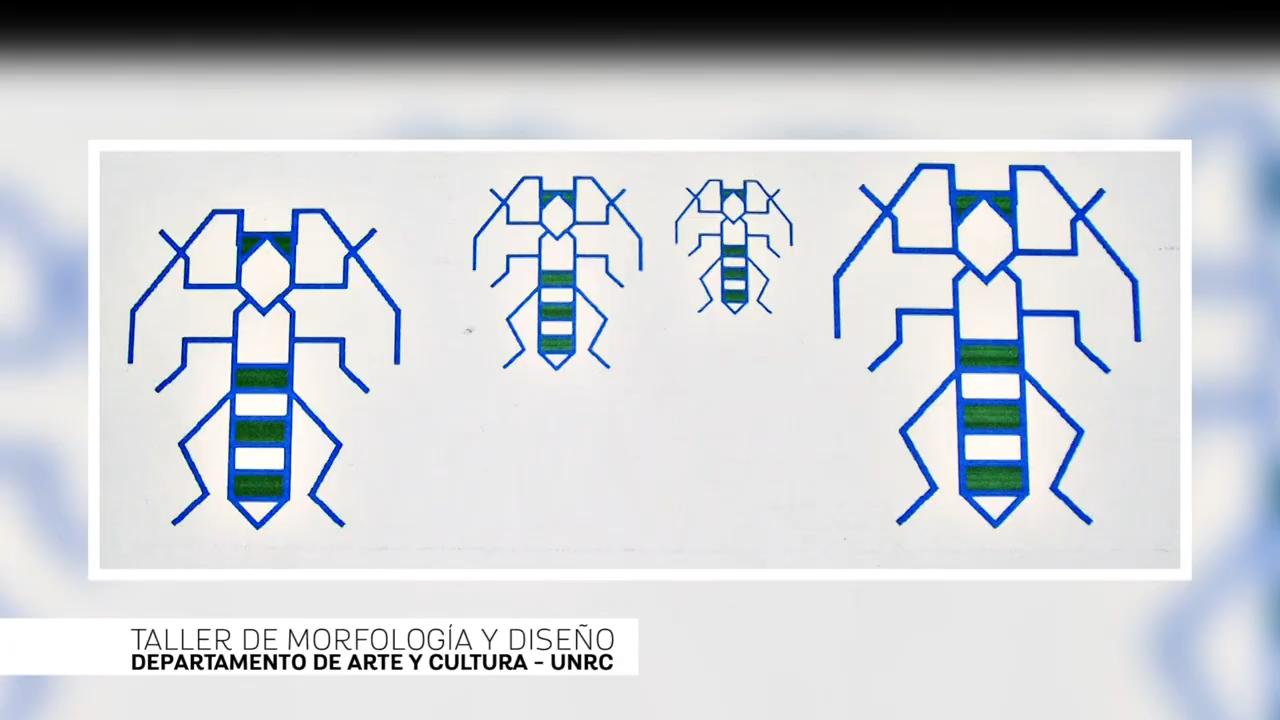 TALLER DE MORFOLOGÍA Y DISEÑO
DEPARTAMENTO DE ARTE Y CULTURA - UNRC